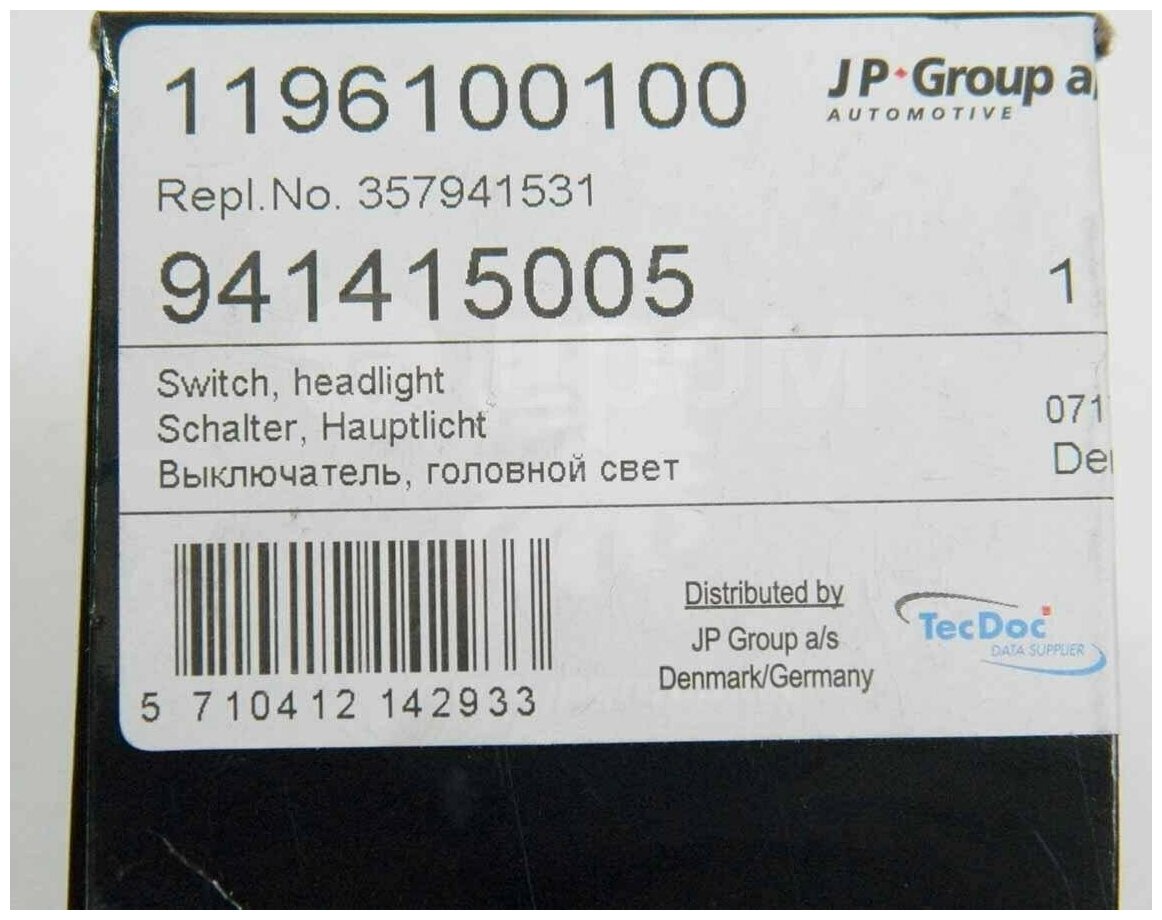 1196100100
JP Group a/
AUTOMOTIVE
Repl.No. 357941531
941415005
1
Switch, headlight
Schalter, Hauptlicht
071
Выключатель, головной свет
De
5 710412 142933
Distributed by
JP Group a/s
Denmark/Germany
TecDoc
DATA SUPPLIER